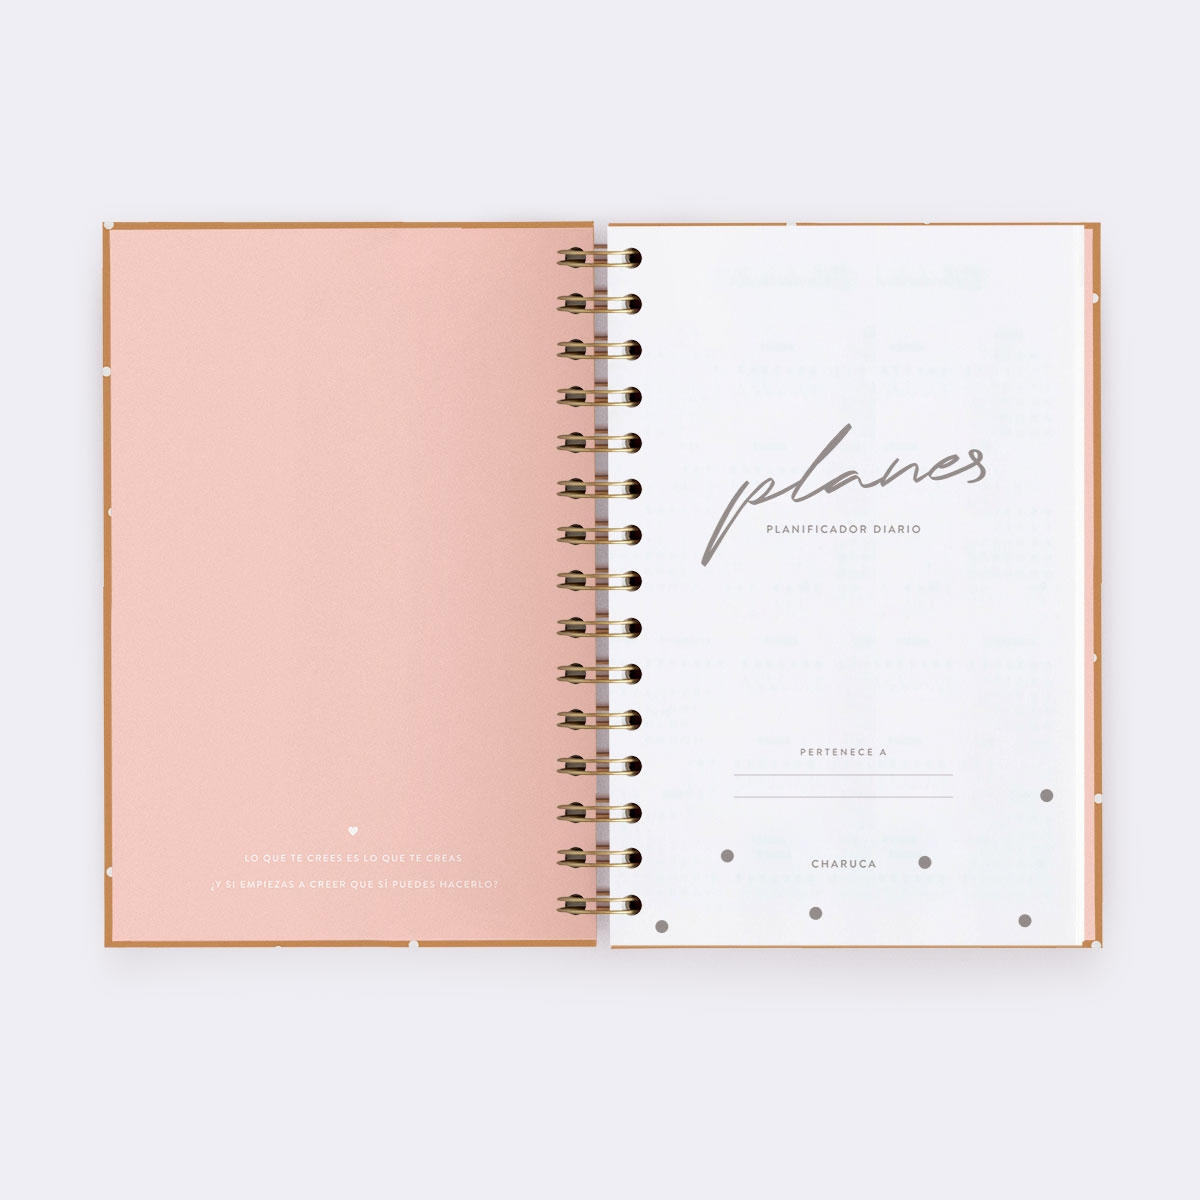 LO QUE TE CREES ES LO QUE TE CREAS
¿Y SI EMPIEZAS A CREER QUE SÍ PUEDES HACERLO?
planes
PLANIFICADOR DIARIO
PERTENECE A
CHARUCA